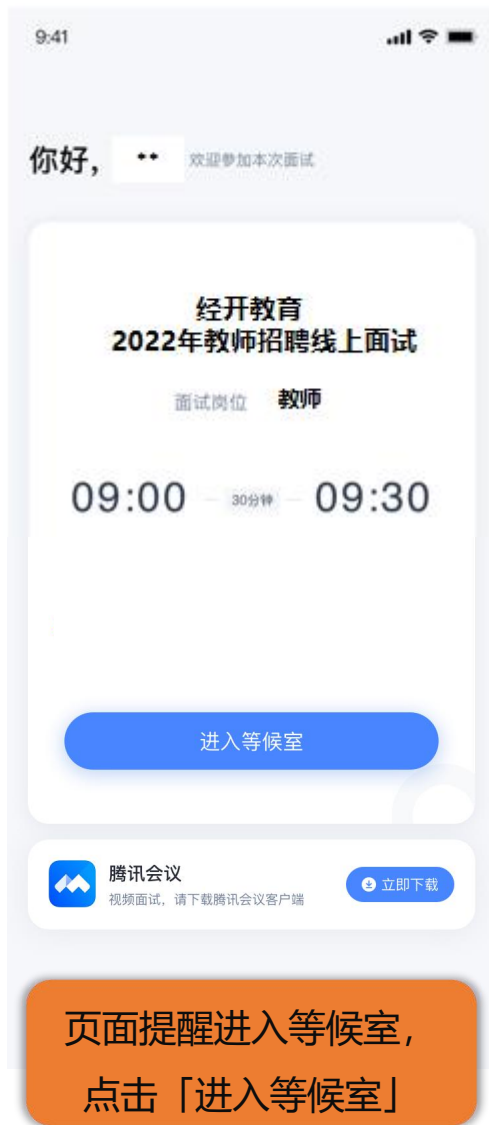 9:41
你好, ** 欢迎参加本次面试
经开教育
2022年教师招聘线上面试
面试岗位 教师
09:00 — 30分钟 — 09:30
进入等候室
腾讯会议
视频面试，请下载腾讯会议客户端
立即下载
页面提醒进入等候室，
点击「进入等候室」